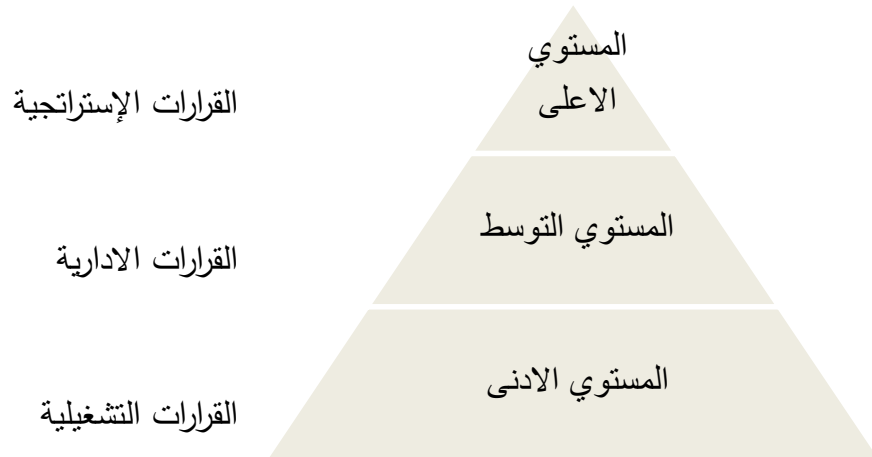 المستوي
الاعلى
القرارات الإستراتجية
المستوي التوسط
القرارات الادارية
المستوي الادنى
القرارات التشغيلية